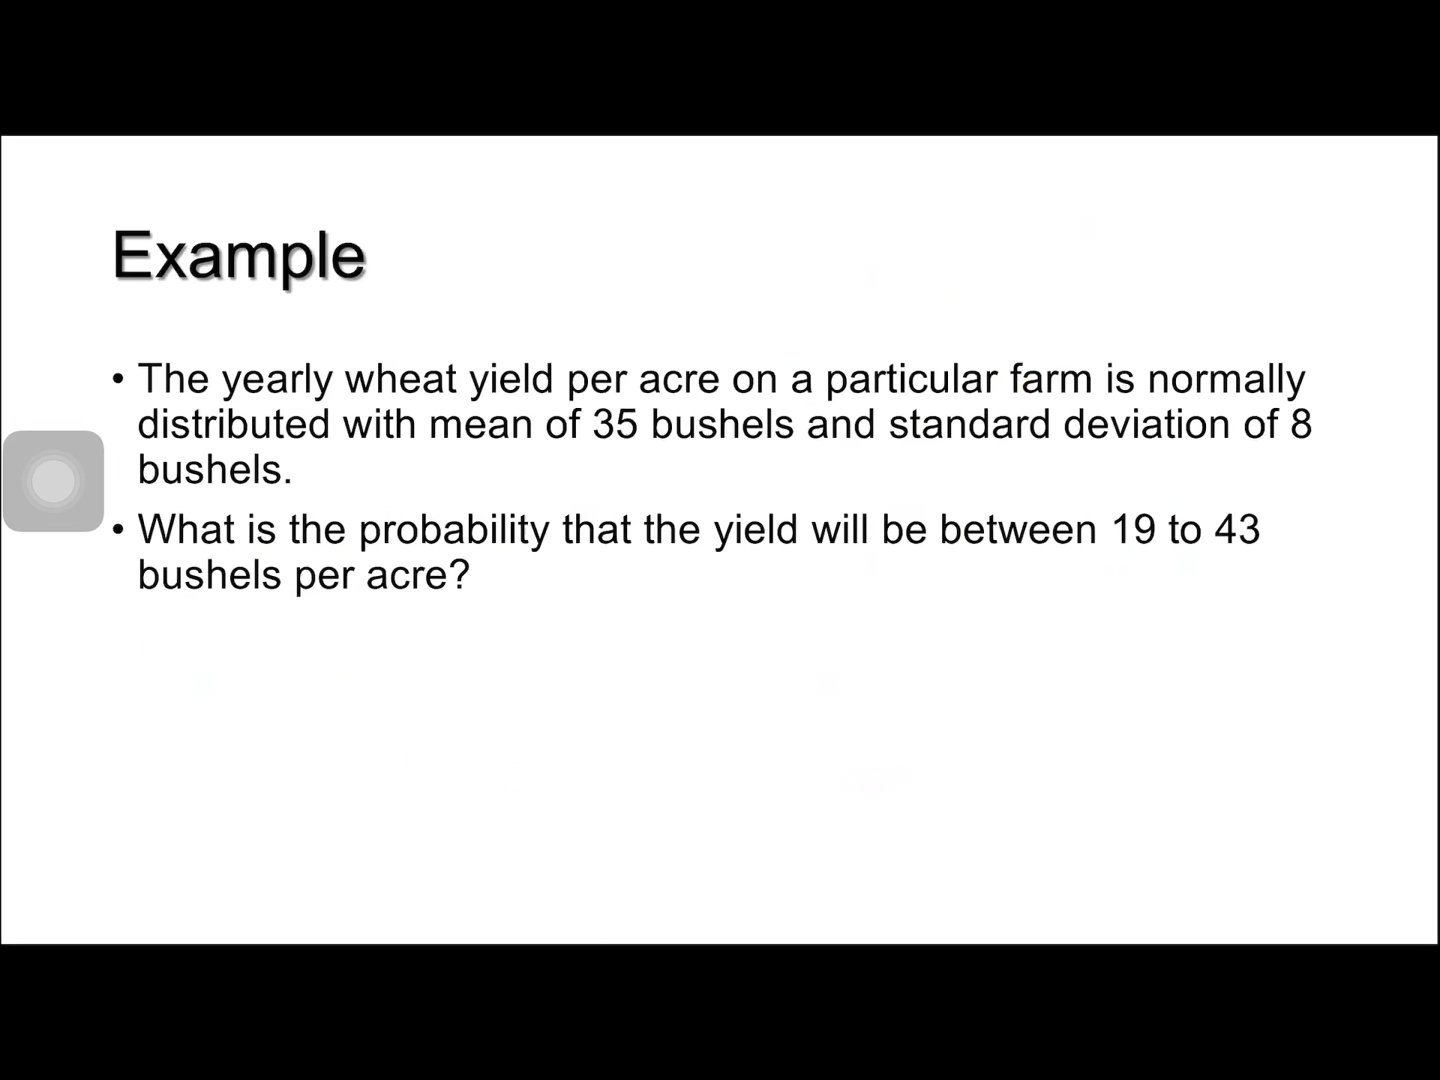 Example
• The yearly wheat yield per acre on a particular farm is normally
distributed with mean of 35 bushels and standard deviation of 8
bushels.
• What is the probability that the yield will be between 19 to 43
bushels per acre?